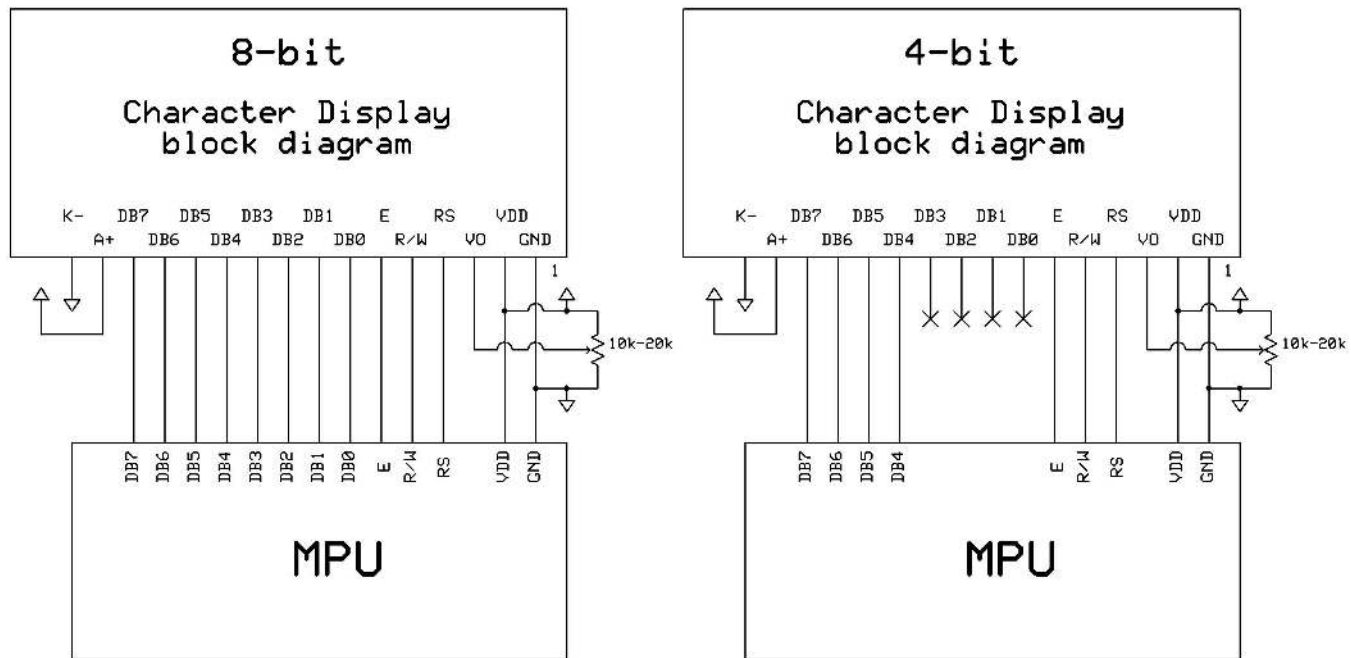 8-bit
Character Display
block diagram
K- DB7 DB5 DB3 DB1 E RS VDD
A+ DB6 DB4 DB2 DB0 R/W VO GND
1
10k-20k
DB7 DB6 DB5 DB4 DB3 DB2 DB1 DB0 E R/W RS VDD GND
MPU
4-bit
Character Display
block diagram
K- DB7 DB5 DB3 DB1 E RS VDD
A+ DB6 DB4 DB2 DB0 R/W VO GND
1
10k-20k
DB7 DB6 DB5 DB4 E R/W RS VDD GND
MPU